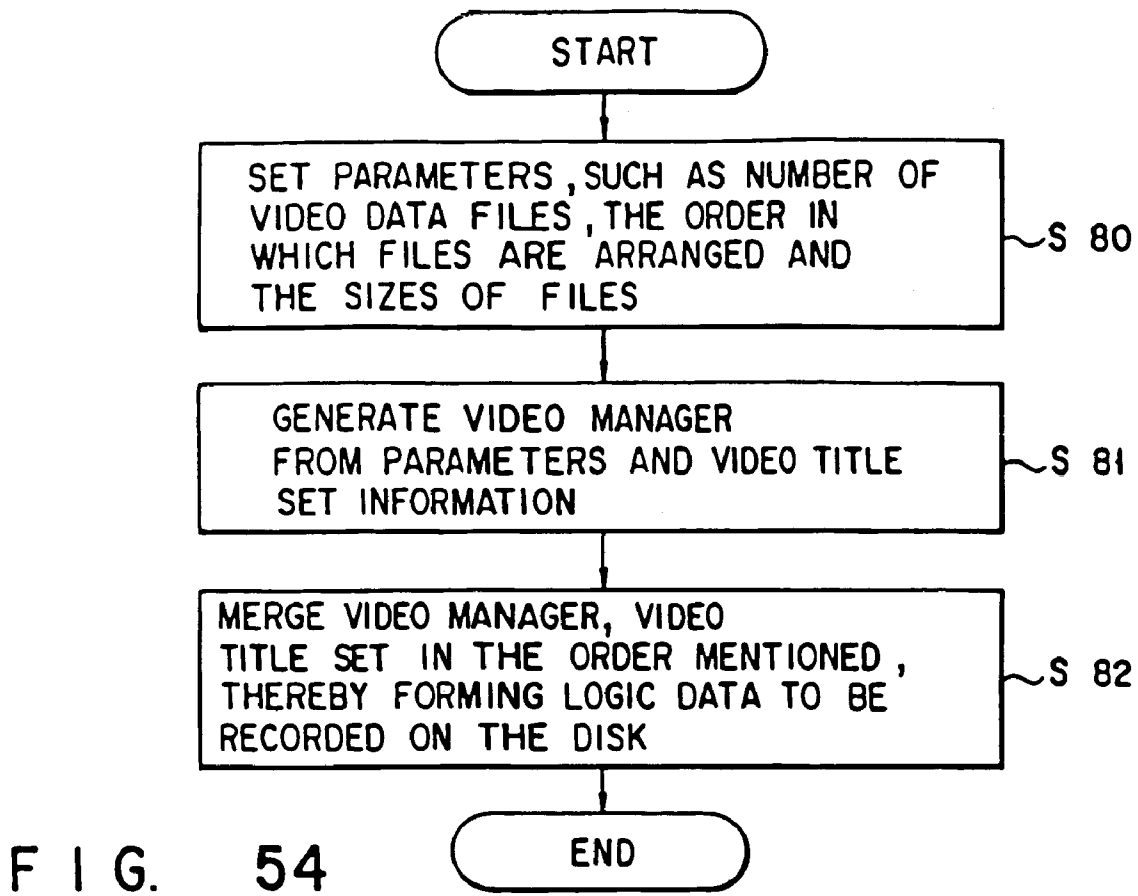 START
SET PARAMETERS, SUCH AS NUMBER OF
VIDEO DATA FILES, THE ORDER IN
WHICH FILES ARE ARRANGED AND
THE SIZES OF FILES
S 80
GENERATE VIDEO MANAGER
FROM PARAMETERS AND VIDEO TITLE
SET INFORMATION
S 81
MERGE VIDEO MANAGER, VIDEO
TITLE SET IN THE ORDER MENTIONED,
THEREBY FORMING LOGIC DATA TO BE
RECORDED ON THE DISK
S 82
END
FIG. 54